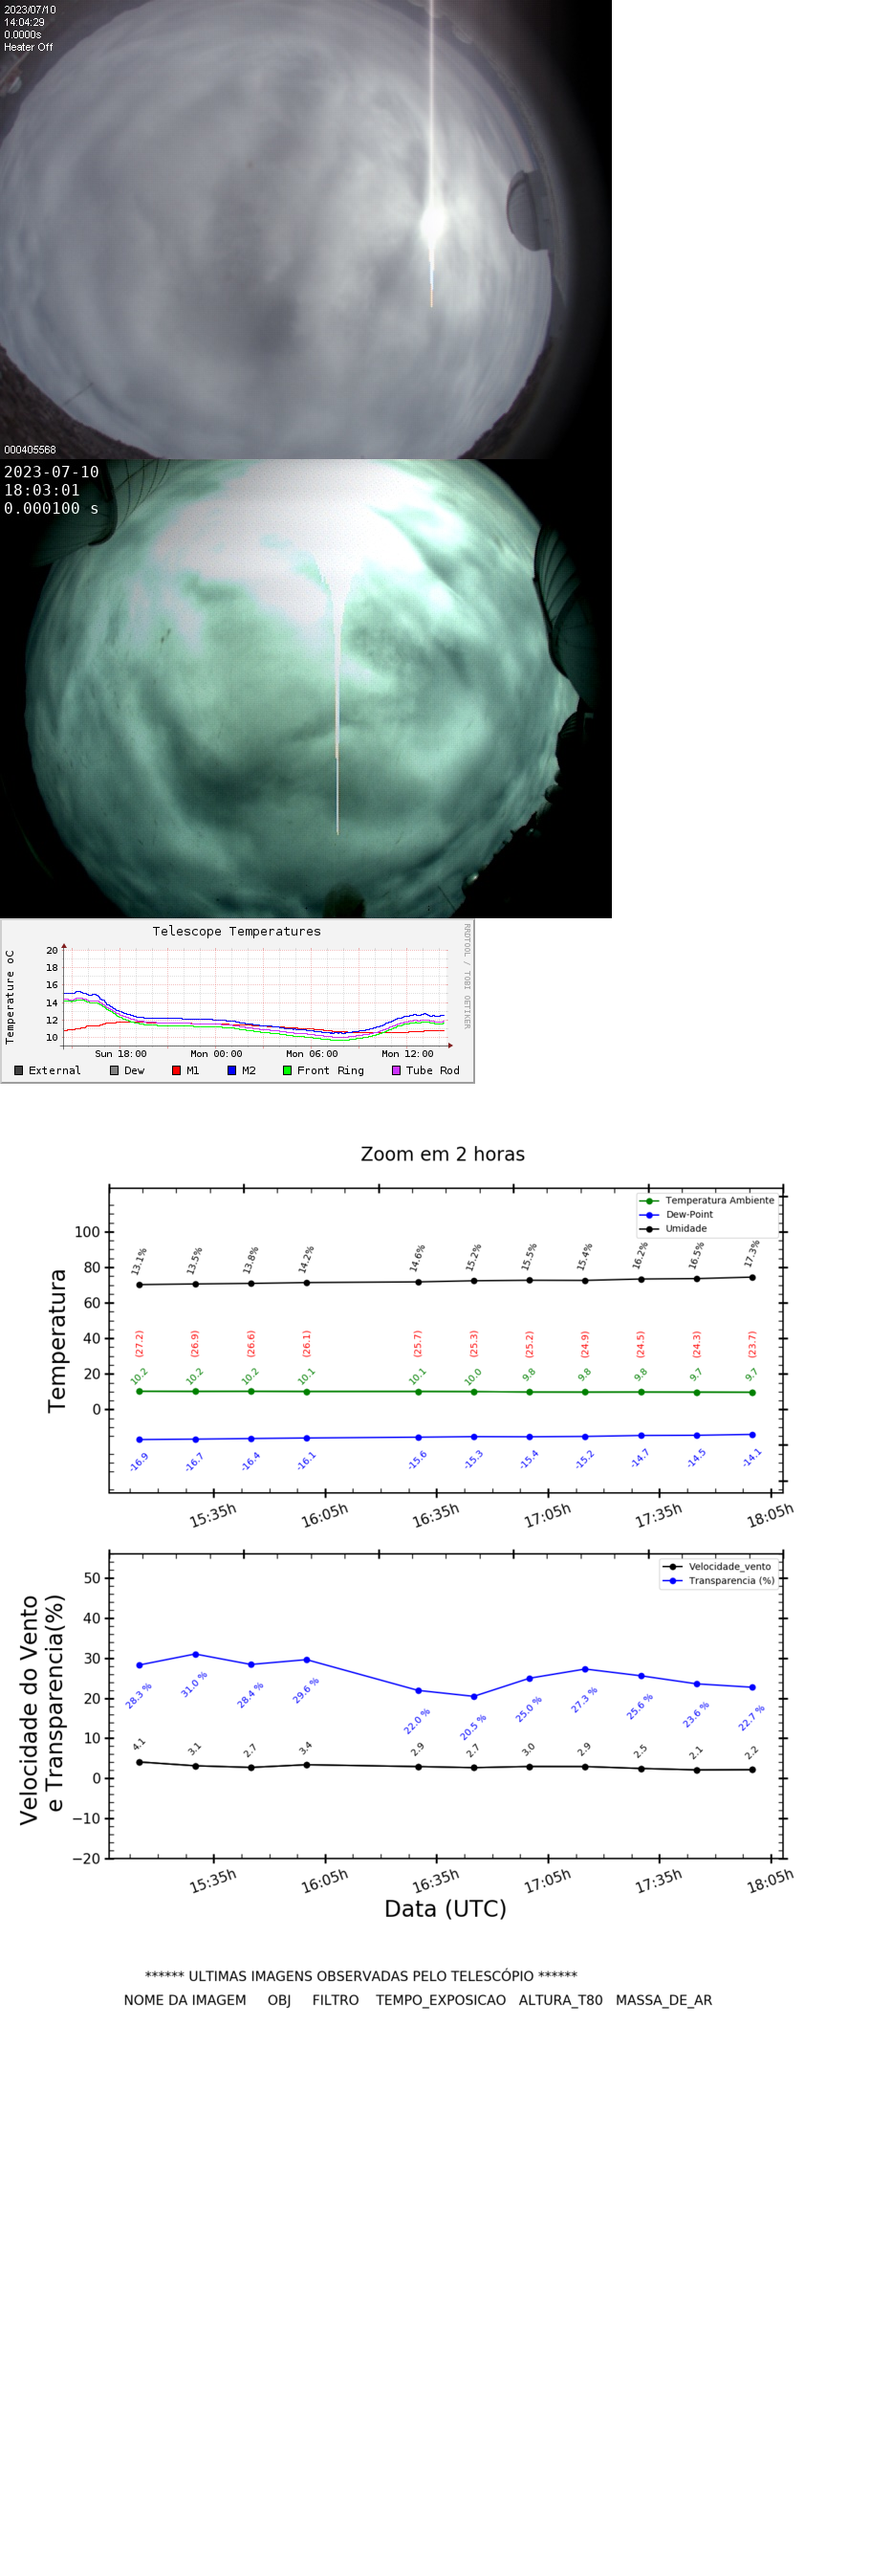 2023/07/10
14:04:29
0.0000s
Heater Off
000405568
2023-07-10
18:03:01
0.000100 s
Telescope Temperatures
RRDTOOL / TOBI OETIKER
Temperature oC
20
18
16
14
12
10
Sun 18:00 Mon 00:00 Mon 06:00 Mon 12:00
External Dew M1 M2 Front Ring Tube Rod
Zoom em 2 horas
Temperatura Ambiente
Dew-Point
Umidade
Temperatura
100
80
60
40
20
0
13.1% 13.5% 13.8% 14.2% 14.6% 15.2% 15.5% 15.4% 16.2% 16.5% 17.3%
(27.2) (26.9) (26.6) (26.1) (25.7) (25.3) (25.2) (24.9) (24.5) (24.3) (23.7)
10.2 10.2 10.2 10.1 10.1 10.0 9.8 9.8 9.8 9.7 9.7
-16.9 -16.7 -16.4 -16.1 -15.6 -15.3 -15.4 -15.2 -14.7 -14.5 -14.1
15:35h 16:05h 16:35h 17:05h 17:35h 18:05h
Velocidade_vento
Transparencia (%)
Velocidade do Vento
e Transparencia(%)
50
40
30
20
10
0
−10
−20
28.3 % 31.0 % 28.4 % 29.6 % 22.0 % 20.5 % 25.0 % 27.3 % 25.6 % 23.6 % 22.7 %
4.1 3.1 2.7 3.4 2.9 2.7 3.0 2.9 2.5 2.1 2.2
15:35h 16:05h 16:35h 17:05h 17:35h 18:05h
Data (UTC)
****** ULTIMAS IMAGENS OBSERVADAS PELO TELESCÓPIO ******
NOME DA IMAGEM OBJ FILTRO TEMPO_EXPOSICAO ALTURA_T80 MASSA_DE_AR